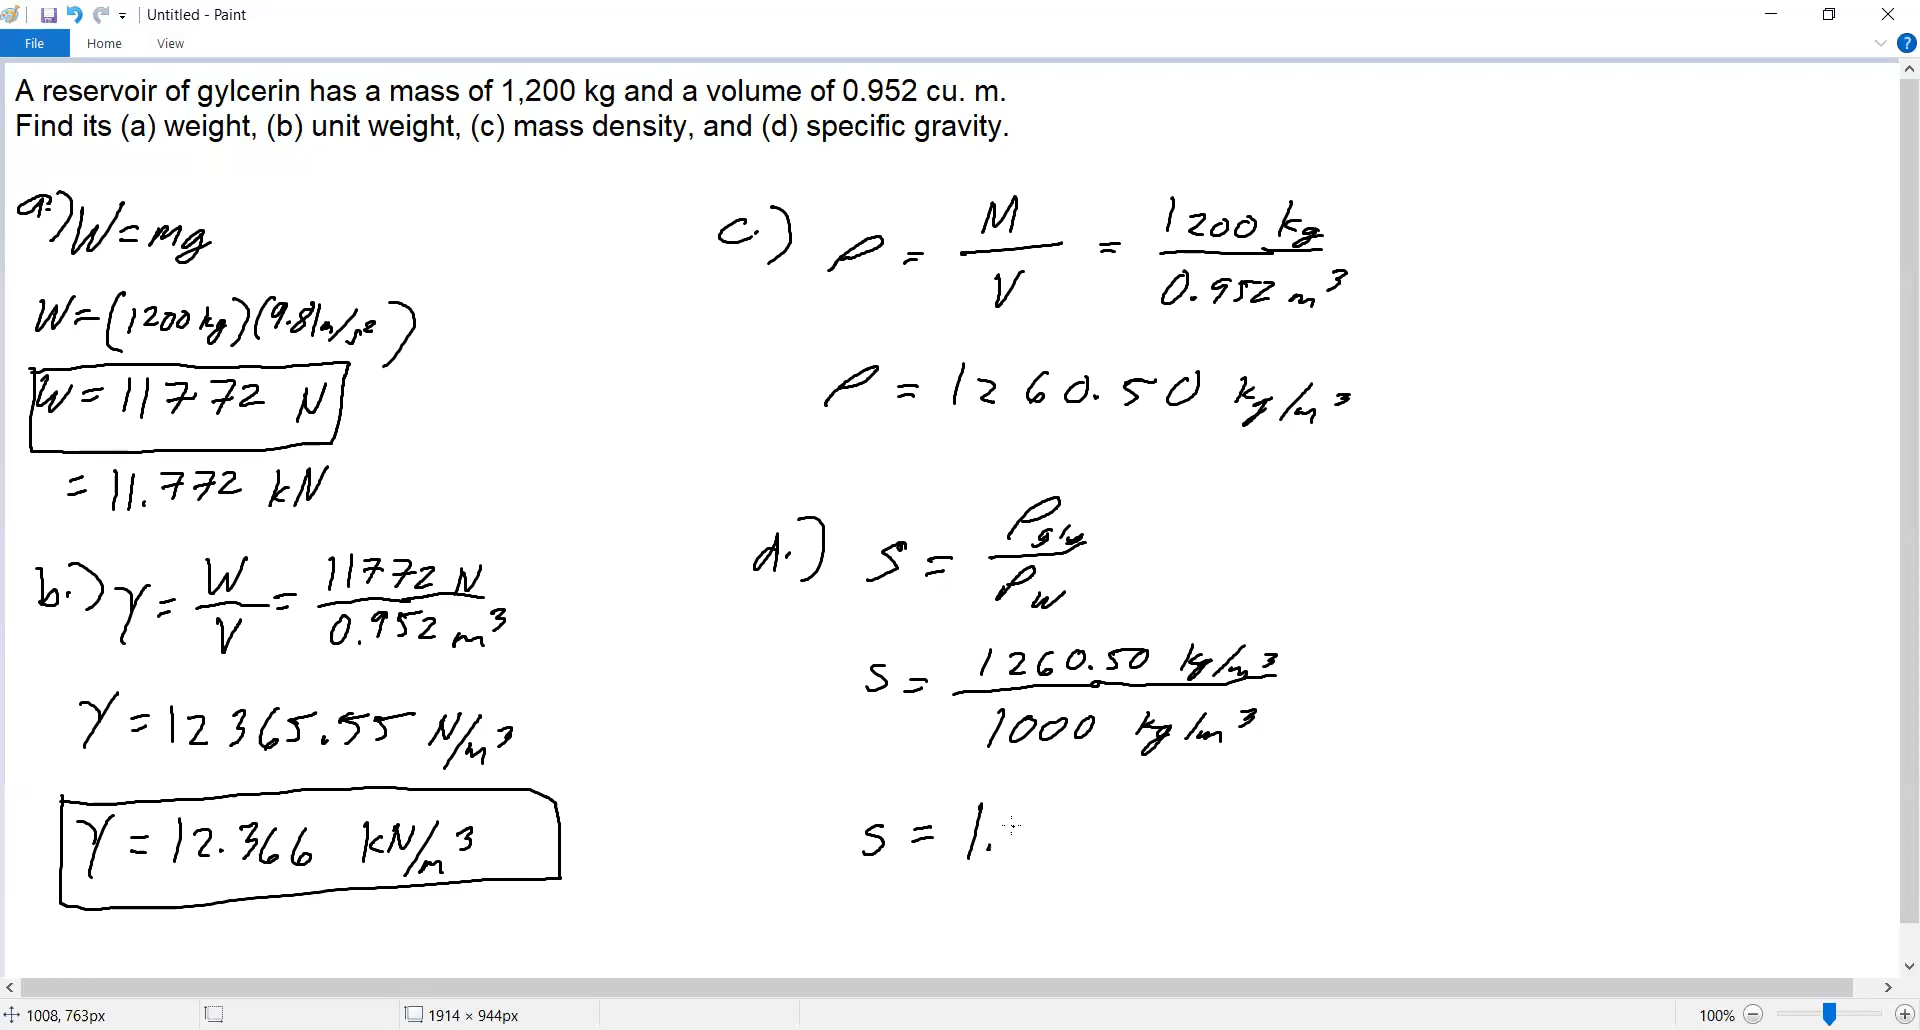 Untitled - Paint
File Home View
A reservoir of gylcerin has a mass of 1,200 kg and a volume of 0.952 cu. m.
Find its (a) weight, (b) unit weight, (c) mass density, and (d) specific gravity.
a.) W = mg
W = (1200 kg)(9.81 m/s²)
W = 11772 N
= 11.772 kN
b.) γ = W/V = 11772 N / 0.952 m³
γ = 12365.55 N/m³
γ = 12.366 kN/m³
c.) ρ = M/V = 1200 kg / 0.952 m³
ρ = 1260.50 kg/m³
d.) S = ρgly / ρw
S = 1260.50 kg/m³ / 1000 kg/m³
S = 1.
1008, 763px 1914 × 944px 100%